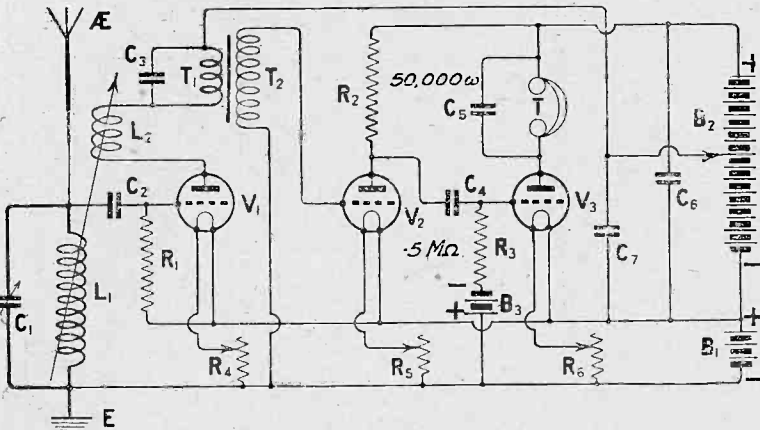 Æ
C₃
T₁
T₂
R₂
50,000ω
C₅
T
B₂
+
L₂
C₂
V₁
V₂
C₄
V₃
C₆
R₁
·5 MΩ
R₃
C₇
L₁
−
+
B₃
−
+
C₁
R₄
R₅
R₆
B₁
−
E